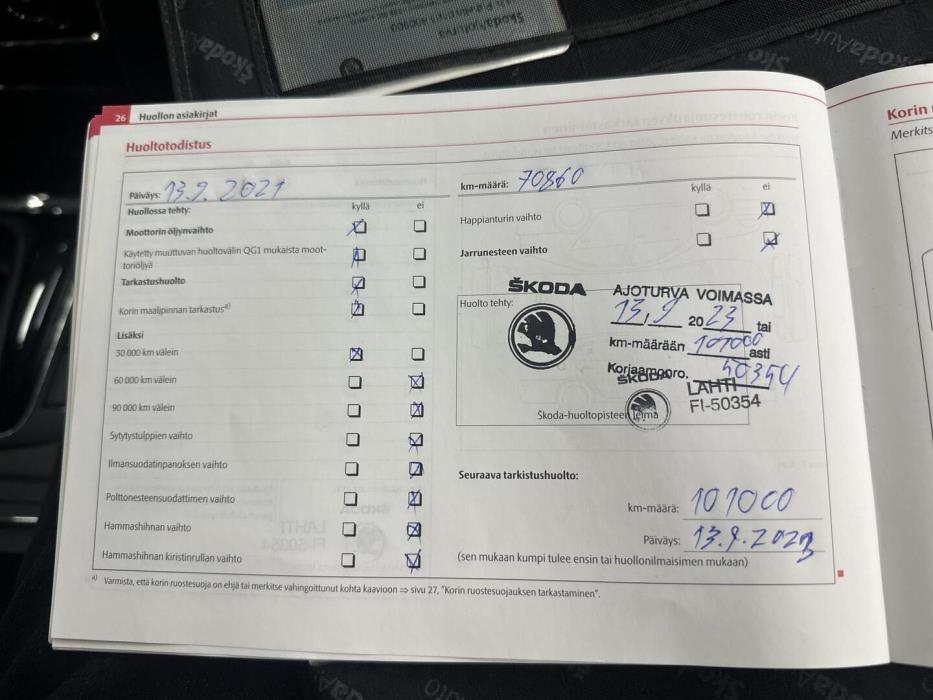 ŠkodaAuto
26 Huollon asiakirjat
Huoltotodistus
Korin
Merkits
Päiväys: 13.9. 2021
km-määrä: 70860
Huollossa tehty: kyllä ei
kyllä ei
Moottorin öljynvaihto
Käytetty muuttuvan huoltovälin QG1 mukaista moot-
toriöljyä
Tarkastushuolto
Korin maalipinnan tarkastus a)
Lisäksi
30 000 km välein
60 000 km välein
90 000 km välein
Sytytystulppien vaihto
Ilmansuodatinpanoksen vaihto
Polttonesteensuodattimen vaihto
Hammashihnan vaihto
Hammashihnan kiristinrullan vaihto
Happianturin vaihto
Jarrunesteen vaihto
Huolto tehty:
ŠKODA
AJOTURVA VOIMASSA
13.9 2023 tai
km-määrään 101000 asti
Korjaamonro. 50354
ŠKODA LAHTI
FI-50354
Škoda-huoltopisteen leima
Seuraava tarkistushuolto:
km-määrä: 101000
Päiväys: 13.9.2023
(sen mukaan kumpi tulee ensin tai huollonilmaisimen mukaan)
a) Varmista, että korin ruostesuoja on ehjä tai merkitse vahingoittunut kohta kaavioon ⇒ sivu 27, "Korin ruostesuojauksen tarkastaminen".